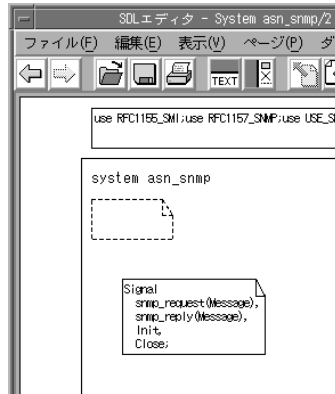 SDLエディタ - System asn_snmp/2
ファイル(F) 編集(E) 表示(V) ページ(P) ダ
TEXT
use RFC1155_SMI;use RFC1157_SNMP;use USE_S
system asn_snmp
Signal
snmp_request(Message),
snmp_reply(Message),
Init,
Close;